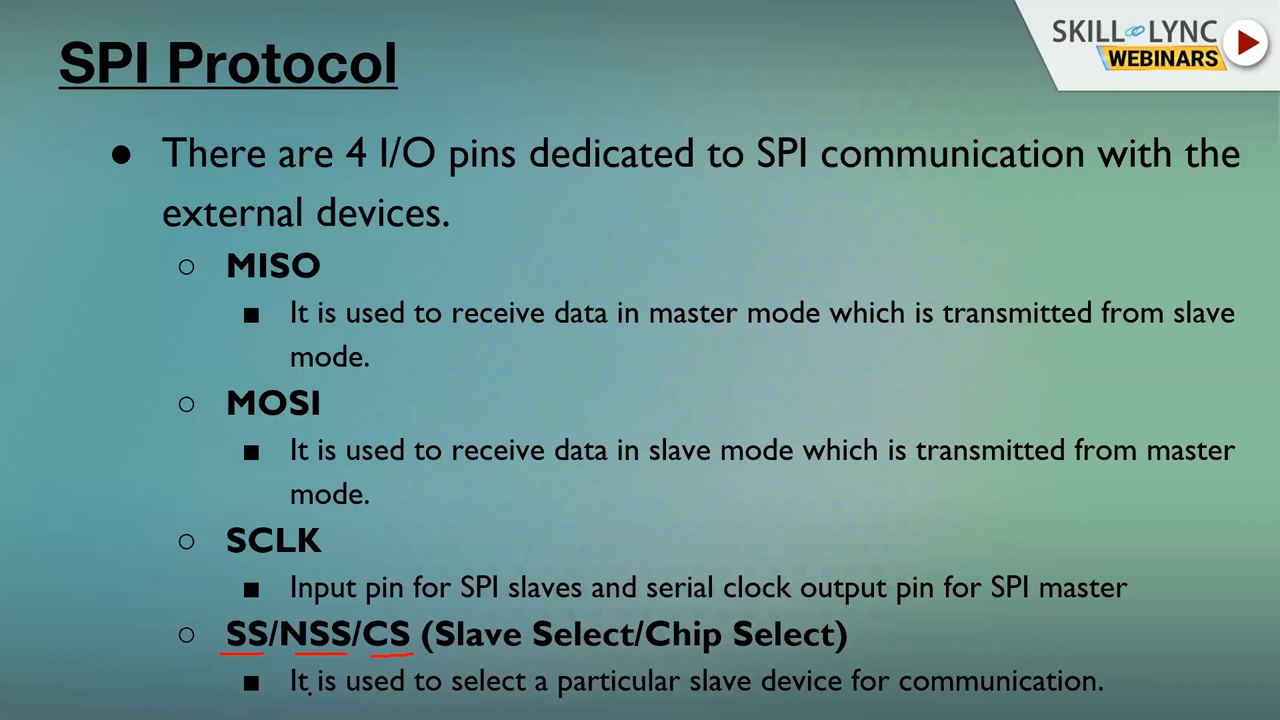 SKILL LYNC
WEBINARS
SPI Protocol
● There are 4 I/O pins dedicated to SPI communication with the
external devices.
○ MISO
■ It is used to receive data in master mode which is transmitted from slave
mode.
○ MOSI
■ It is used to receive data in slave mode which is transmitted from master
mode.
○ SCLK
■ Input pin for SPI slaves and serial clock output pin for SPI master
○ SS/NSS/CS (Slave Select/Chip Select)
■ It is used to select a particular slave device for communication.